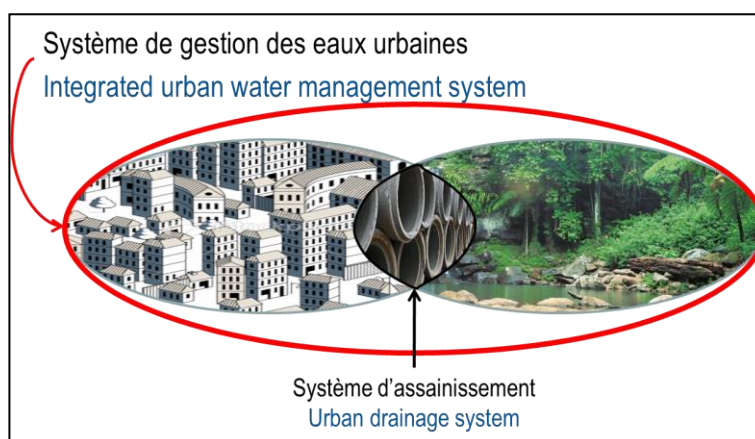 Système de gestion des eaux urbaines
Integrated urban water management system
Système d’assainissement
Urban drainage system